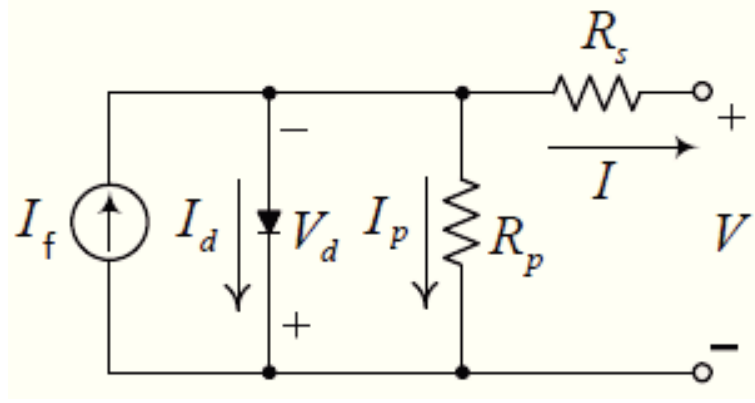 R_s
+
−
I
I_f
I_d
V_d
I_p
R_p
V
+
−